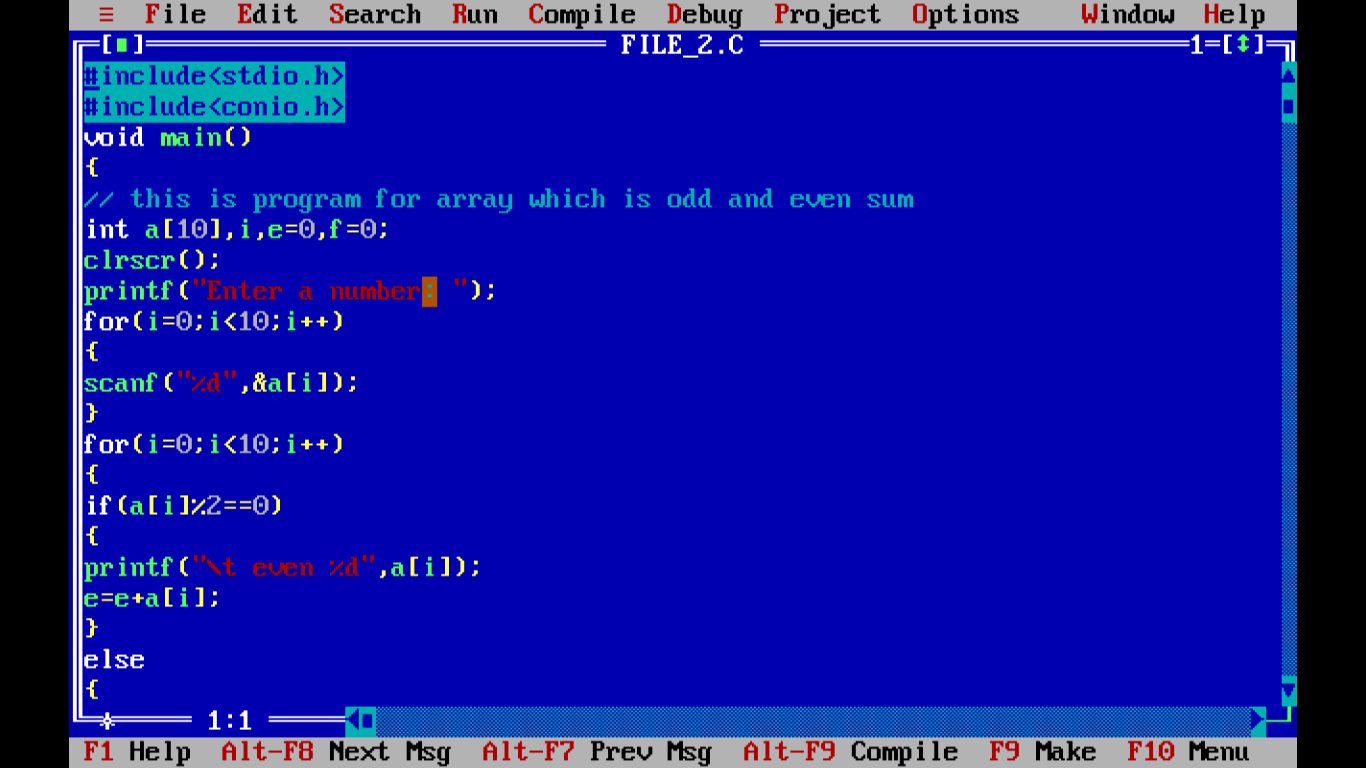 ≡ File Edit Search Run Compile Debug Project Options Window Help
[■] FILE_2.C 1=[↕]
#include<stdio.h>
#include<conio.h>
void main()
{
// this is program for array which is odd and even sum
int a[10],i,e=0,f=0;
clrscr();
printf("Enter a number: ");
for(i=0;i<10;i++)
{
scanf("%d",&a[i]);
}
for(i=0;i<10;i++)
{
if(a[i]%2==0)
{
printf("\t even %d",a[i]);
e=e+a[i];
}
else
{
1:1
F1 Help Alt-F8 Next Msg Alt-F7 Prev Msg Alt-F9 Compile F9 Make F10 Menu